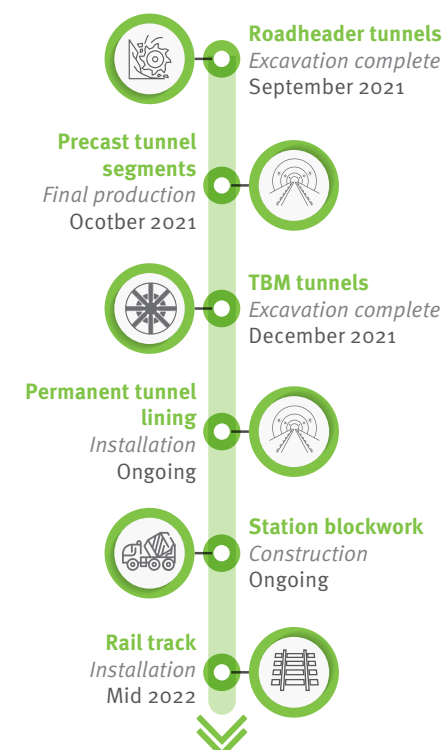 Roadheader tunnels
Excavation complete
September 2021
Precast tunnel
segments
Final production
Ocotber 2021
TBM tunnels
Excavation complete
December 2021
Permanent tunnel
lining
Installation
Ongoing
Station blockwork
Construction
Ongoing
Rail track
Installation
Mid 2022